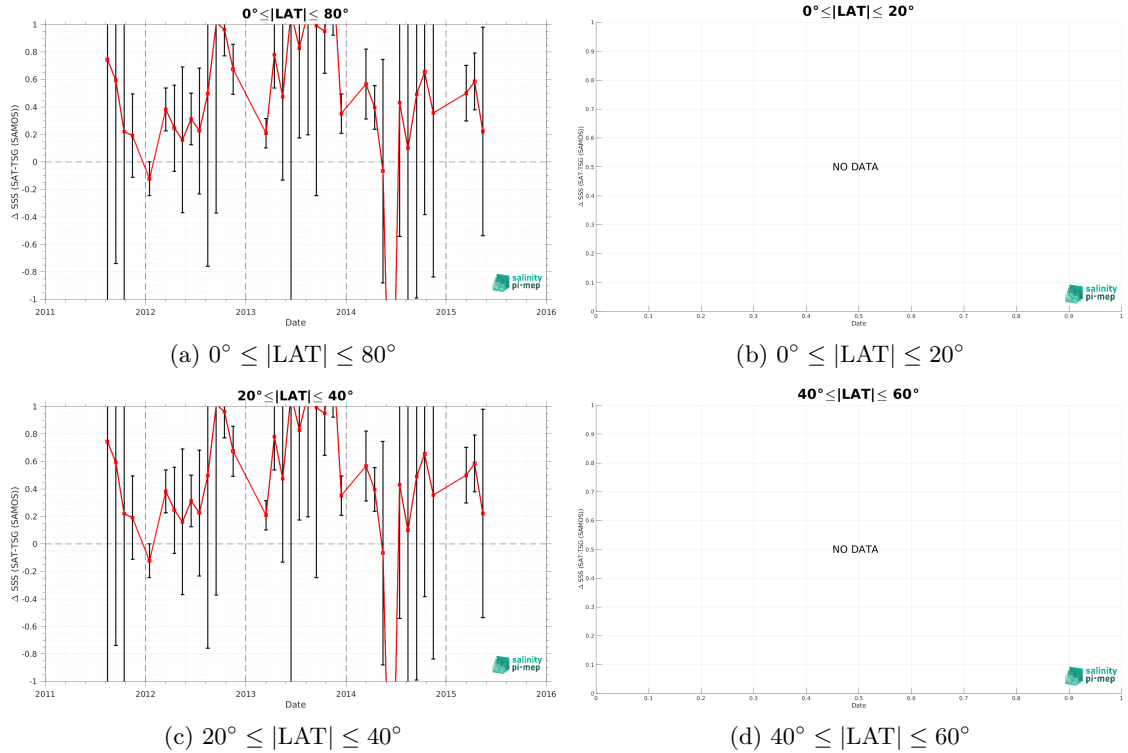 0°≤|LAT|≤ 80°
Δ SSS (SAT-TSG (SAMOS))
1
0.8
0.6
0.4
0.2
0
-0.2
-0.4
-0.6
-0.8
-1
salinity
pi-mep
2011 2012 2013 2014 2015 2016
Date
(a) 0° ≤ |LAT| ≤ 80°
0°≤|LAT|≤ 20°
Δ SSS (SAT-TSG (SAMOS))
1
0.9
0.8
0.7
0.6
0.5
0.4
0.3
0.2
0.1
0
NO DATA
salinity
pi-mep
0 0.1 0.2 0.3 0.4 0.5 0.6 0.7 0.8 0.9 1
Date
(b) 0° ≤ |LAT| ≤ 20°
20°≤|LAT|≤ 40°
Δ SSS (SAT-TSG (SAMOS))
1
0.8
0.6
0.4
0.2
0
-0.2
-0.4
-0.6
-0.8
-1
salinity
pi-mep
2011 2012 2013 2014 2015 2016
Date
(c) 20° ≤ |LAT| ≤ 40°
40°≤|LAT|≤ 60°
Δ SSS (SAT-TSG (SAMOS))
1
0.9
0.8
0.7
0.6
0.5
0.4
0.3
0.2
0.1
0
NO DATA
salinity
pi-mep
0 0.1 0.2 0.3 0.4 0.5 0.6 0.7 0.8 0.9 1
Date
(d) 40° ≤ |LAT| ≤ 60°